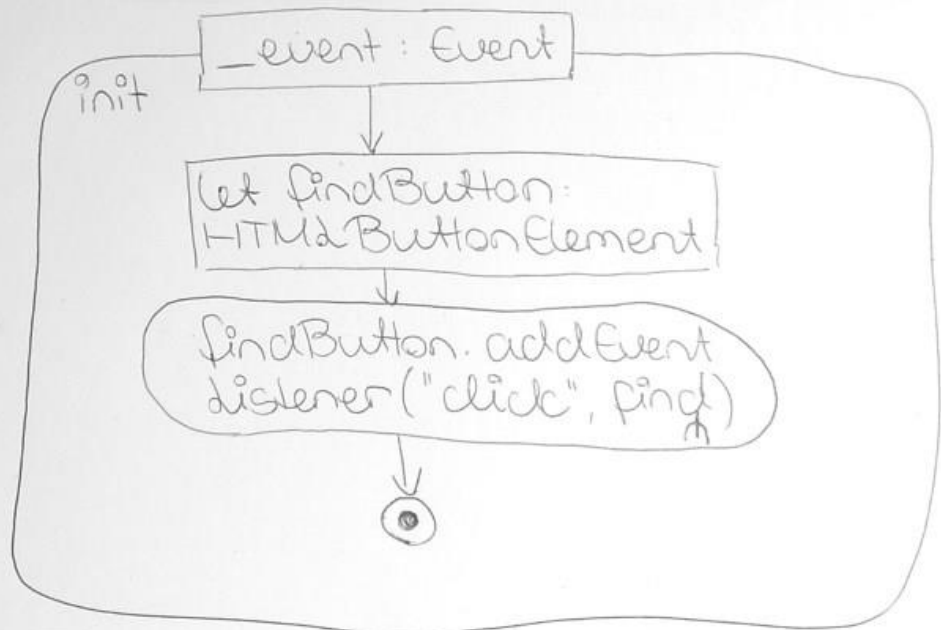 _event : Event
init
let findButton:
HTMLButtonElement
findButton.addEvent
Listener("click", find)